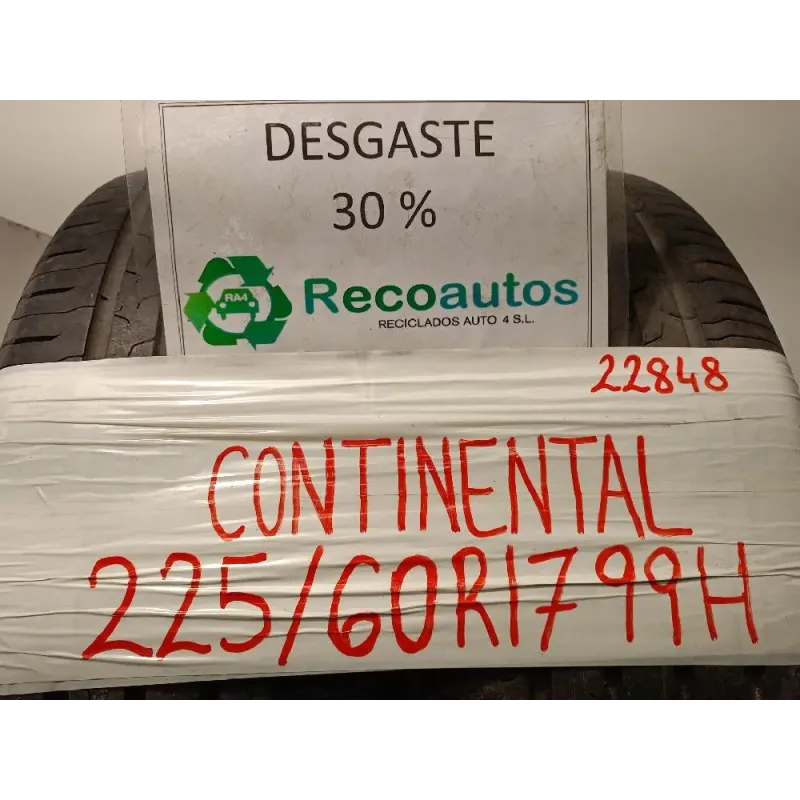 DESGASTE
30 %
RA4
Recoautos
RECICLADOS AUTO 4 S.L.
22848
CONTINENTAL
225/60R17 99H